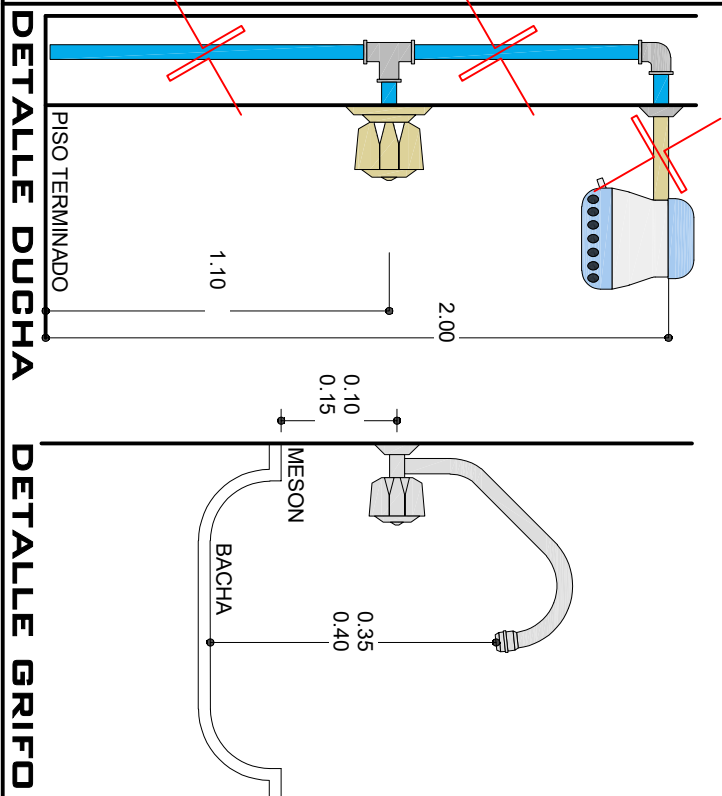 DETALLE DUCHA
PISO TERMINADO
1.10
2.00
DETALLE GRIFO
0.10
0.15
MESON
BACHA
0.35
0.40